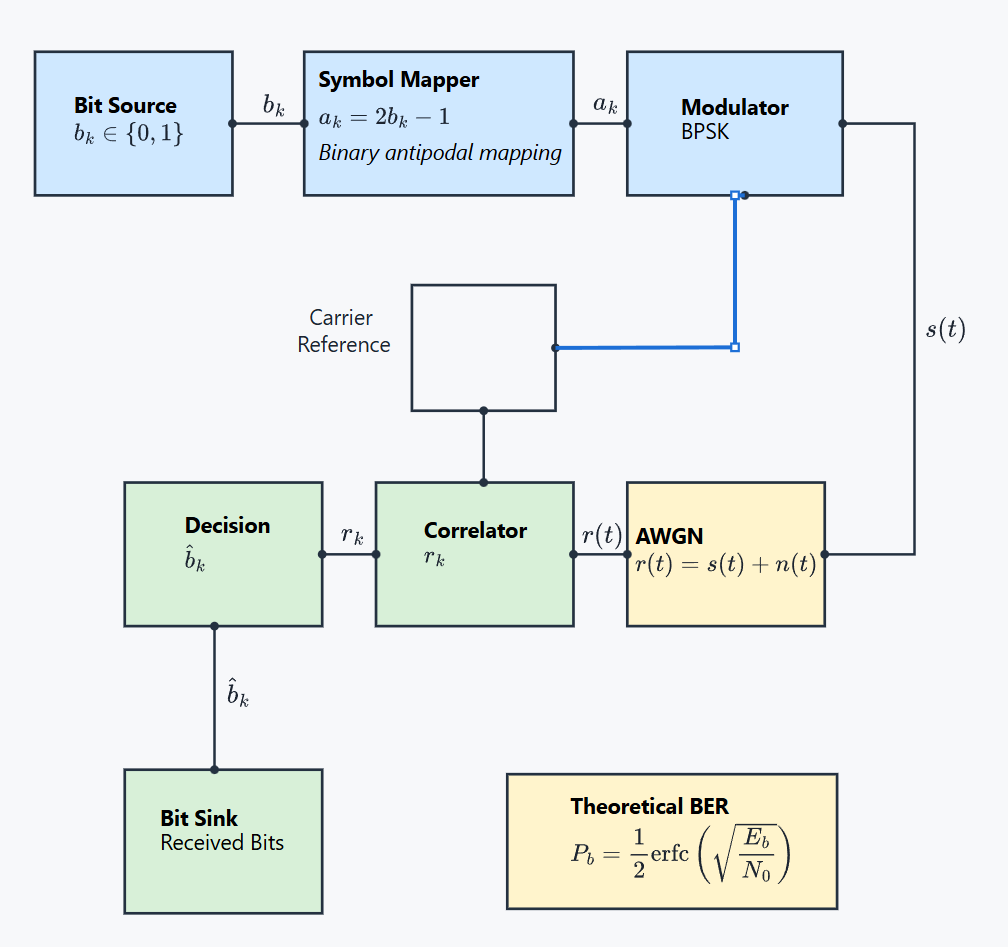 Bit Source
b_k ∈ {0, 1}
b_k
Symbol Mapper
a_k = 2b_k − 1
Binary antipodal mapping
a_k
Modulator
BPSK
s(t)
Carrier
Reference
Decision
b̂_k
r_k
Correlator
r_k
r(t)
AWGN
r(t) = s(t) + n(t)
b̂_k
Bit Sink
Received Bits
Theoretical BER
P_b = 1/2 erfc(√(E_b/N_0))